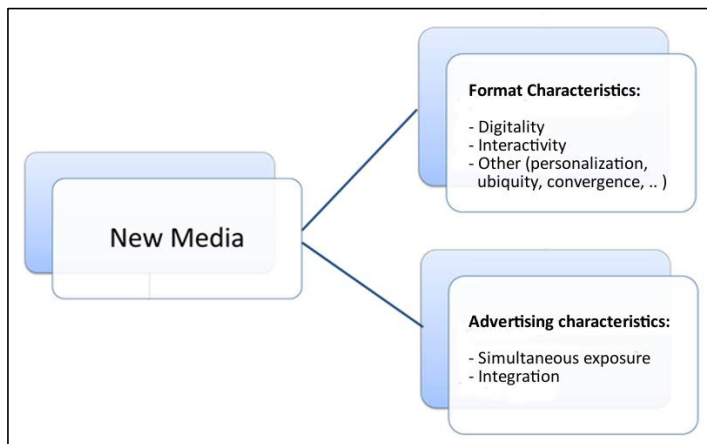 New Media
Format Characteristics:
- Digitality
- Interactivity
- Other (personalization,
ubiquity, convergence, .. )
Advertising characteristics:
- Simultaneous exposure
- Integration